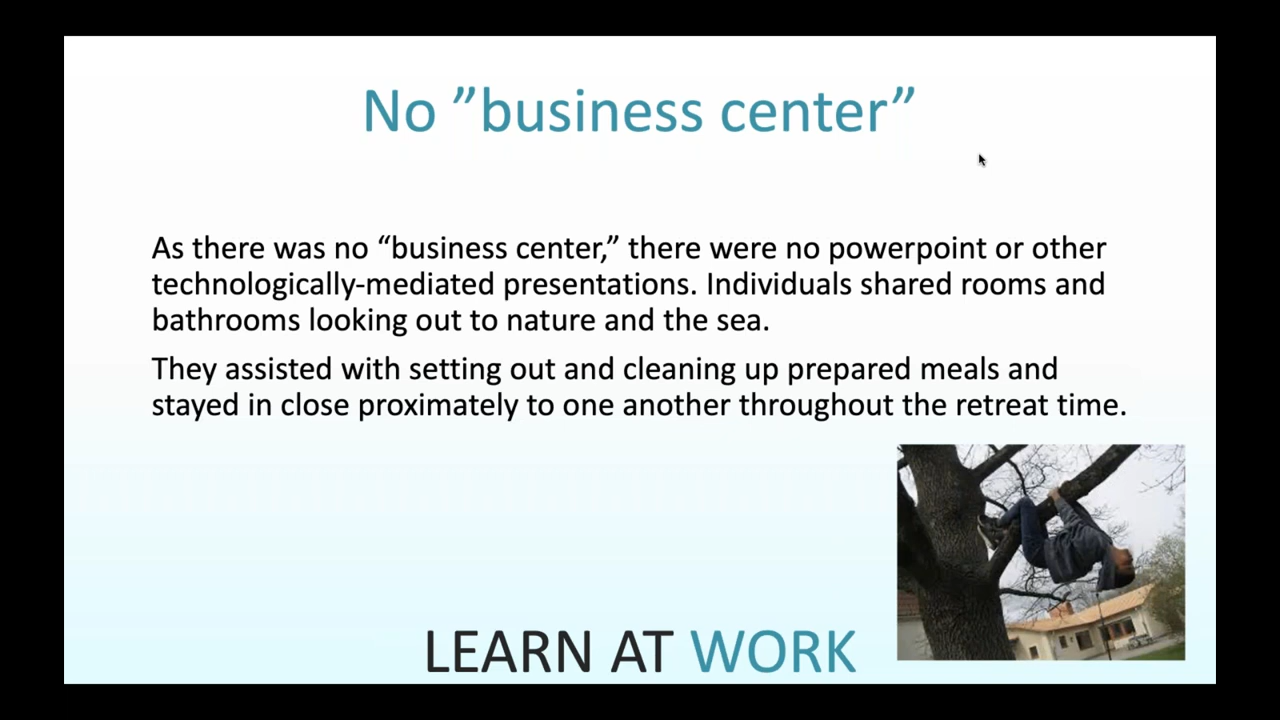 No ”business center”
As there was no “business center,” there were no powerpoint or other
technologically-mediated presentations. Individuals shared rooms and
bathrooms looking out to nature and the sea.
They assisted with setting out and cleaning up prepared meals and
stayed in close proximately to one another throughout the retreat time.
LEARN AT WORK